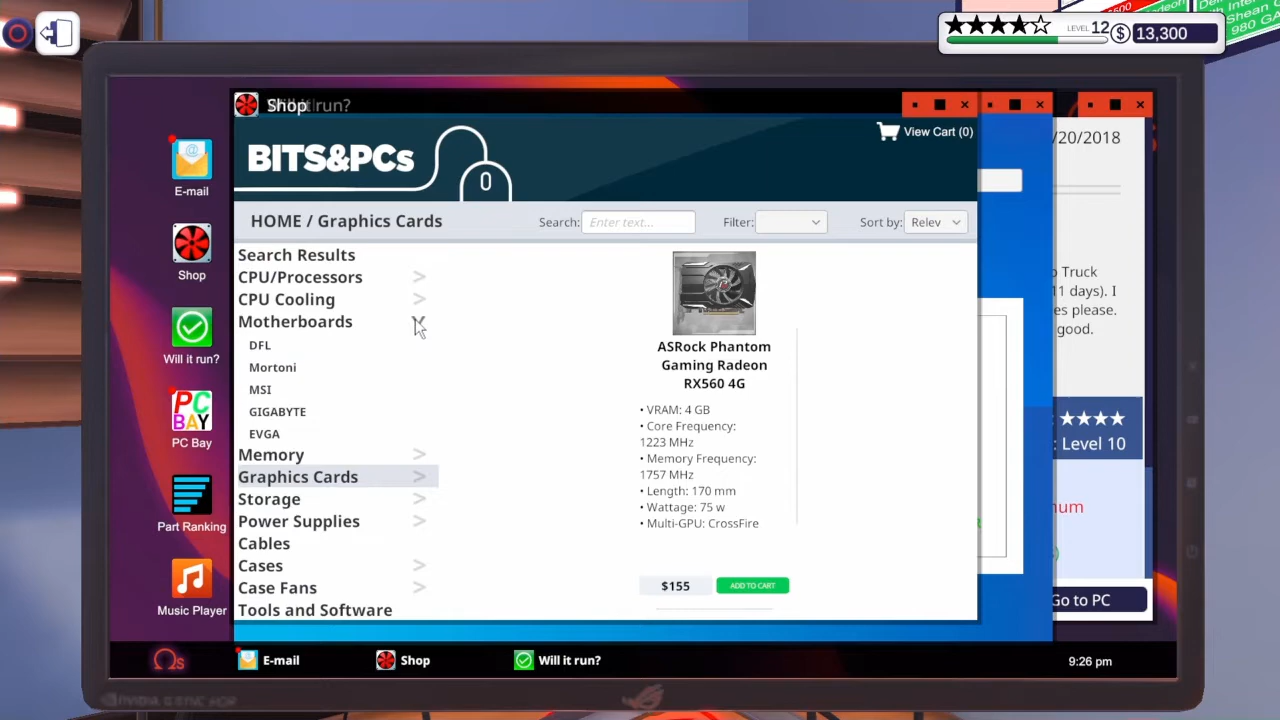 $600
980 GA
LEVEL 12
$ 13,300
Shop
run?
View Cart (0)
BITS&PCs
/20/2018
E-mail
HOME / Graphics Cards
Search:
Enter text...
Filter:
Sort by:
Relev
Search Results
CPU/Processors
CPU Cooling
Motherboards
DFL
Mortoni
MSI
GIGABYTE
EVGA
Memory
Graphics Cards
Storage
Power Supplies
Cables
Cases
Case Fans
Tools and Software
Shop
Will it run?
PC BAY
PC Bay
Part Ranking
Music Player
ASRock Phantom
Gaming Radeon
RX560 4G
• VRAM: 4 GB
• Core Frequency:
1223 MHz
• Memory Frequency:
1757 MHz
• Length: 170 mm
• Wattage: 75 w
• Multi-GPU: CrossFire
$155
ADD TO CART
Truck
11 days). I
es please.
good.
: Level 10
Go to PC
E-mail
Shop
Will it run?
9:26 pm